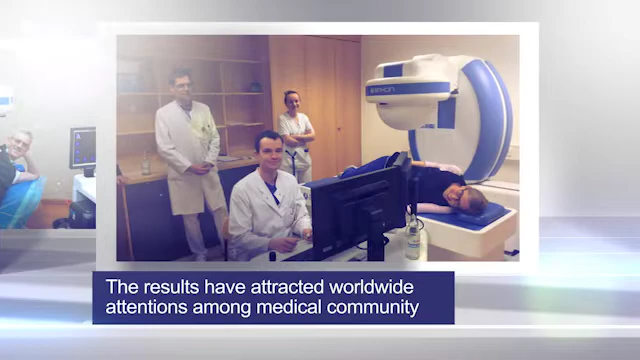 The results have attracted worldwide
attentions among medical community